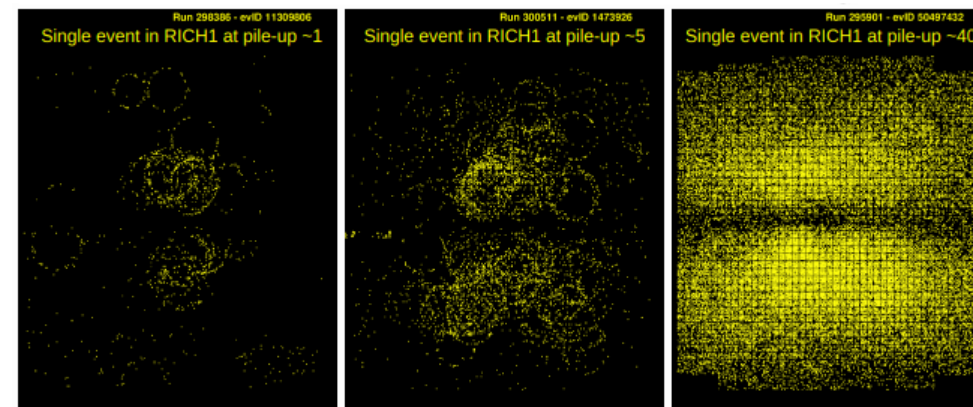 Run 298386 - evID 11309806
Single event in RICH1 at pile-up ~1
Run 300511 - evID 1473926
Single event in RICH1 at pile-up ~5
Run 295901 - evID 50497432
Single event in RICH1 at pile-up ~40